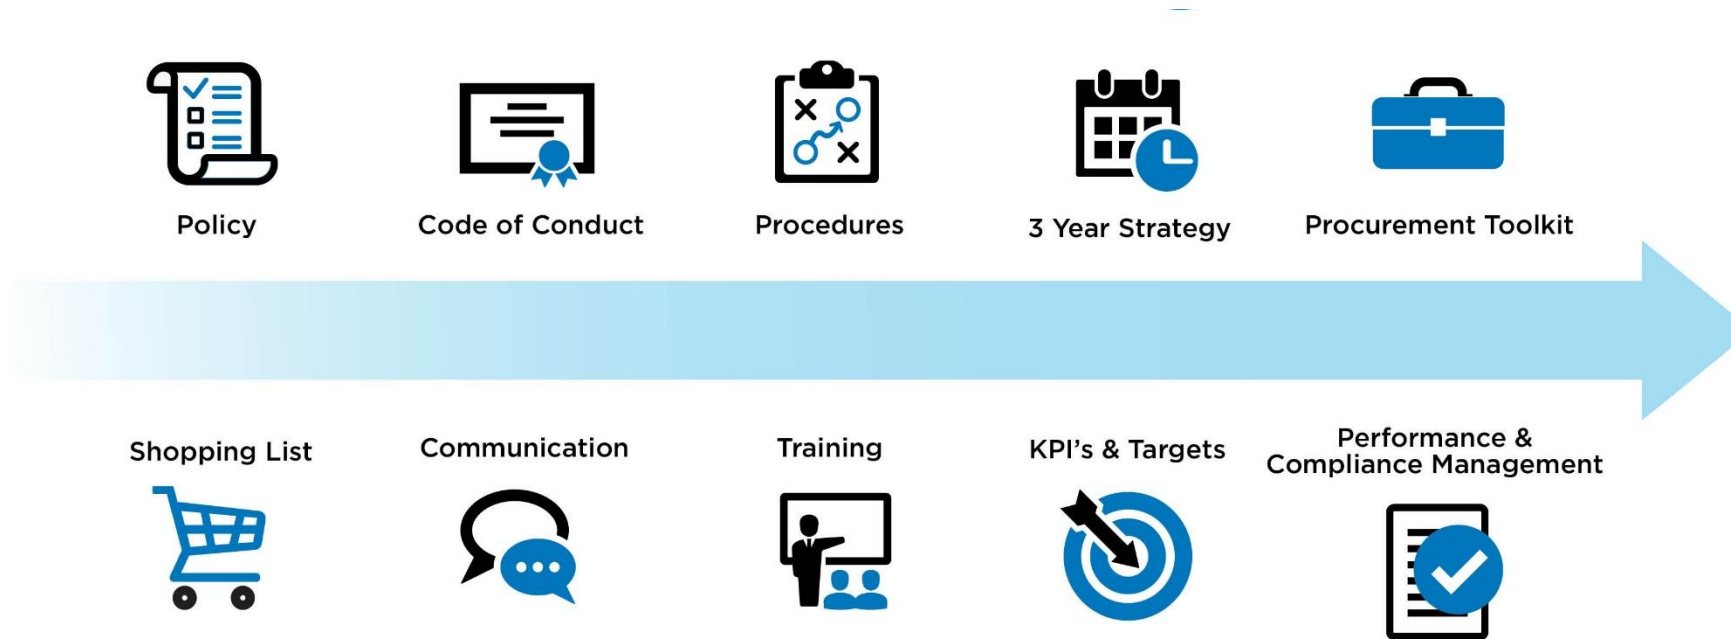 Policy
Code of Conduct
Procedures
3 Year Strategy
Procurement Toolkit
Shopping List
Communication
Training
KPI's & Targets
Performance &
Compliance Management